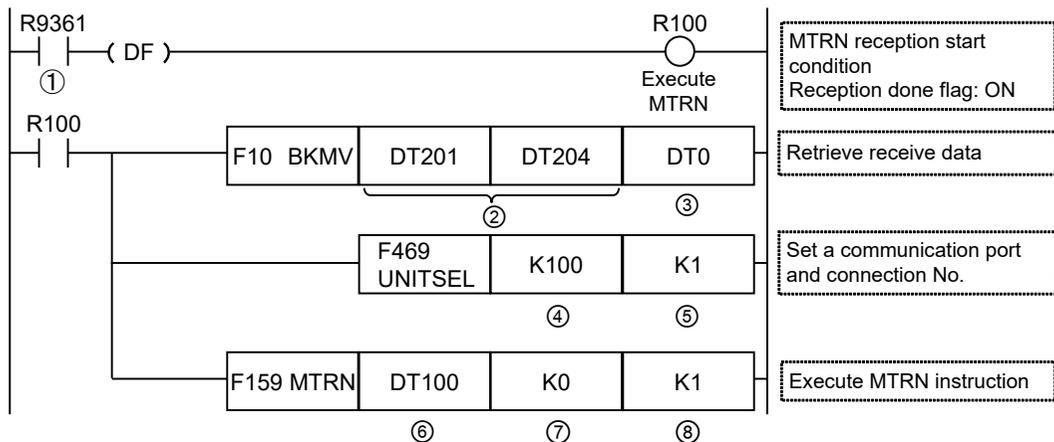 R9361
R100
( DF )
①
Execute
MTRN
MTRN reception start
condition
Reception done flag: ON
R100
F10 BKMV DT201 DT204 DT0
Retrieve receive data
② ③
F469
UNITSEL K100 K1
Set a communication port
and connection No.
④ ⑤
F159 MTRN DT100 K0 K1
Execute MTRN instruction
⑥ ⑦ ⑧